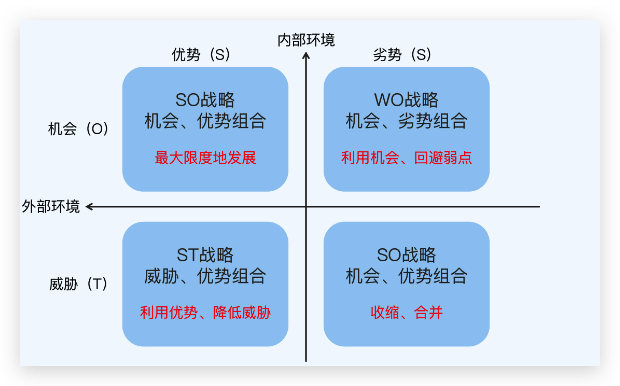 内部环境
优势（S）
劣势（S）
SO战略
机会、优势组合
最大限度地发展
WO战略
机会、劣势组合
利用机会、回避弱点
机会（O）
外部环境
ST战略
威胁、优势组合
利用优势、降低威胁
SO战略
机会、优势组合
收缩、合并
威胁（T）